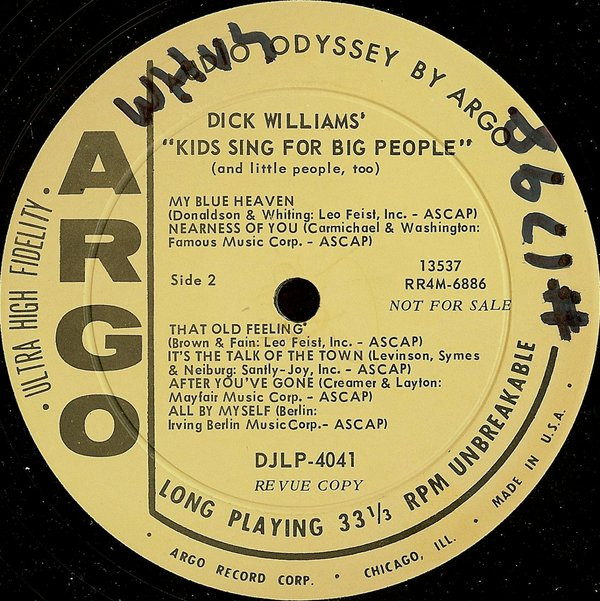 AUDIO ODYSSEY BY ARGO
WHUS
DICK WILLIAMS'
"KIDS SING FOR BIG PEOPLE"
(and little people, too)
ARGO
• ULTRA HIGH FIDELITY •
MY BLUE HEAVEN
(Donaldson & Whiting: Leo Feist, Inc. - ASCAP)
NEARNESS OF YOU (Carmichael & Washington:
Famous Music Corp. - ASCAP)
Side 2
13537
RR4M-6886
NOT FOR SALE
THAT OLD FEELING
(Brown & Fain: Leo Feist, Inc. - ASCAP)
IT'S THE TALK OF THE TOWN (Levinson, Symes
& Neiburg: Santly-Joy, Inc. - ASCAP)
AFTER YOU'VE GONE (Creamer & Layton:
Mayfair Music Corp. - ASCAP)
ALL BY MYSELF (Berlin:
Irving Berlin Music Corp. - ASCAP)
DJLP-4041
REVUE COPY
LONG PLAYING 33 1/3 RPM UNBREAKABLE
• ARGO RECORD CORP. • CHICAGO, ILL. • MADE IN U.S.A. •